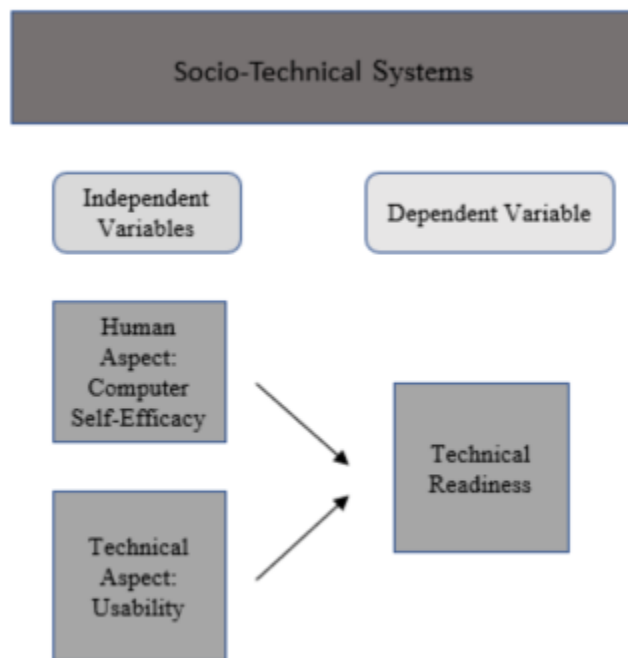 Socio-Technical Systems
Independent
Variables
Dependent Variable
Human
Aspect:
Computer
Self-Efficacy
Technical
Readiness
Technical
Aspect:
Usability